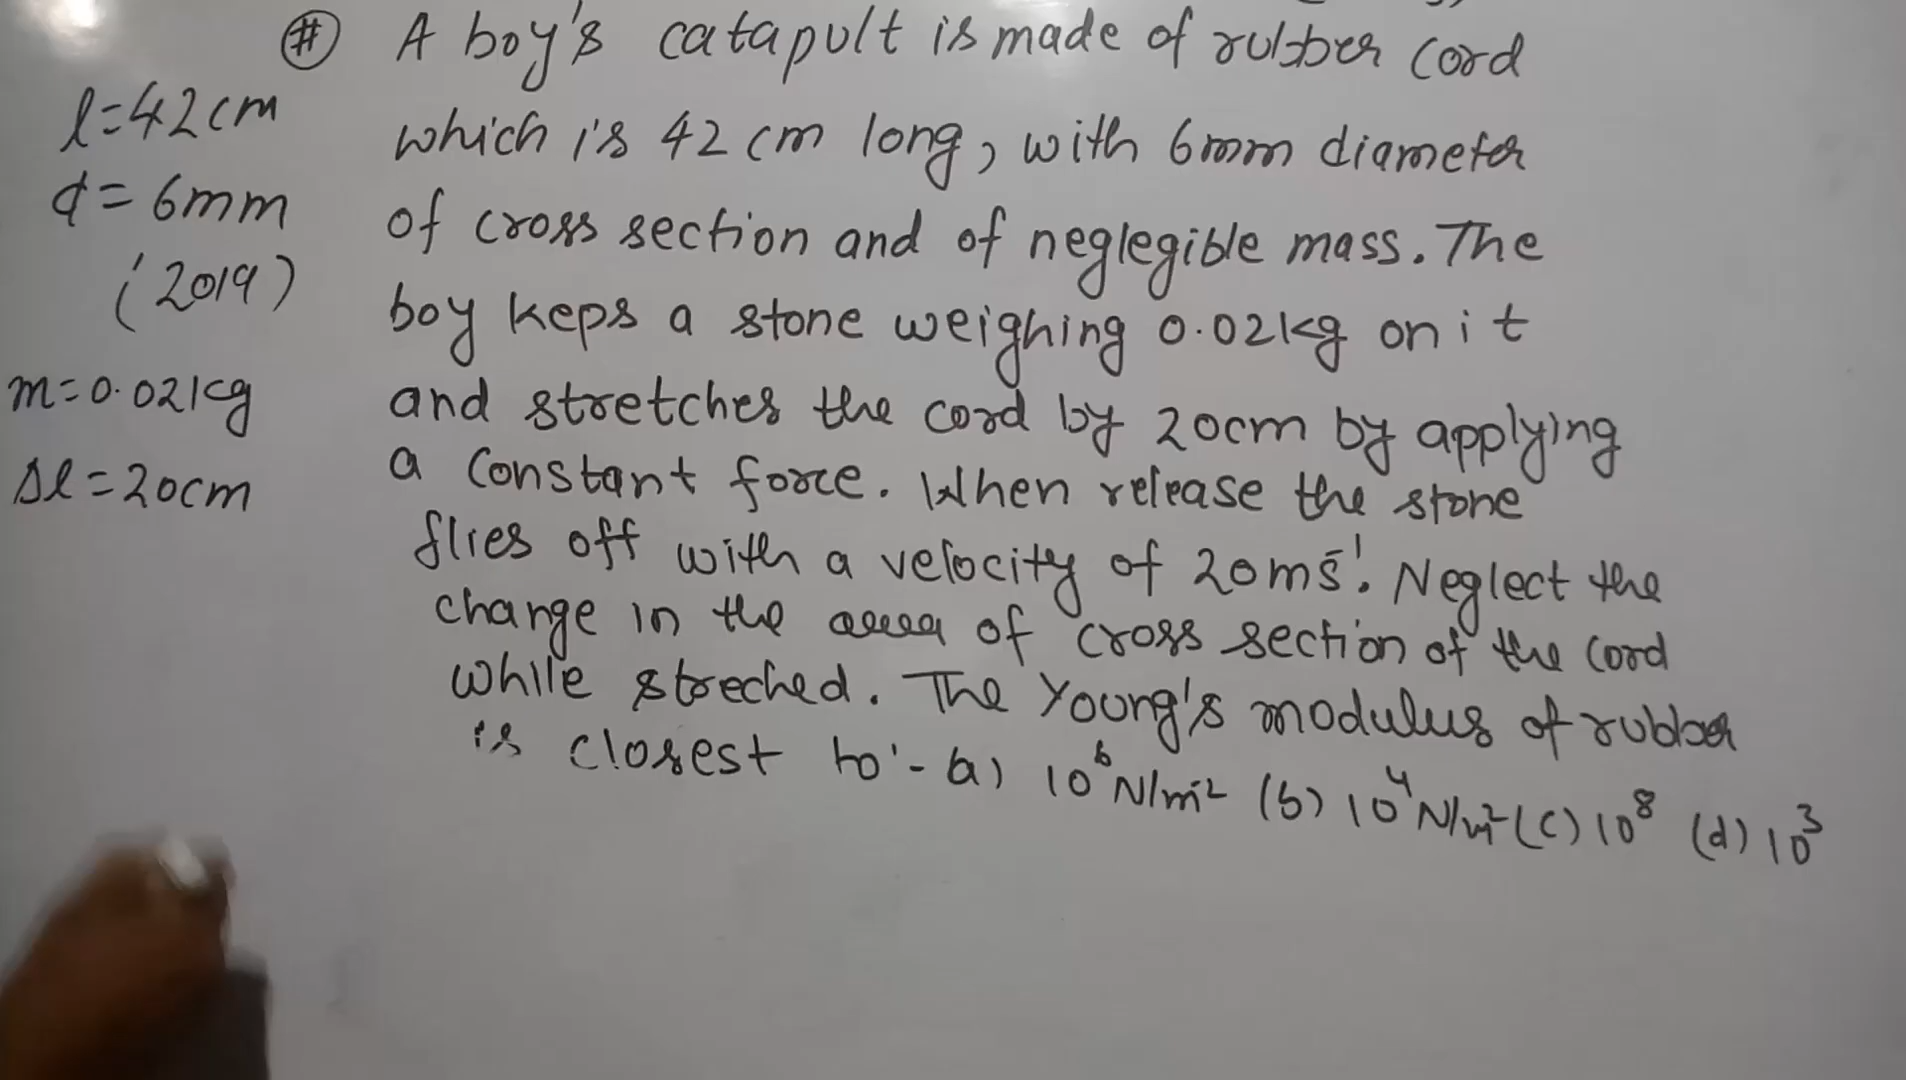 # A boy's catapult is made of rubber cord
l=42cm
which is 42 cm long, with 6mm diameter
d=6mm
of cross section and of neglegible mass. The
(2019)
boy keps a stone weighing 0.02kg on it
m=0.02kg
and stretches the cord by 20cm by applying
Δl=20cm
a constant force. When release the stone
flies off with a velocity of 20ms⁻¹. Neglect the
change in the area of cross section of the cord
while streched. The Young's modulus of rubber
is closest to:- a) 10⁶ N/m² (b) 10⁴ N/m² (c) 10⁸ (d) 10³